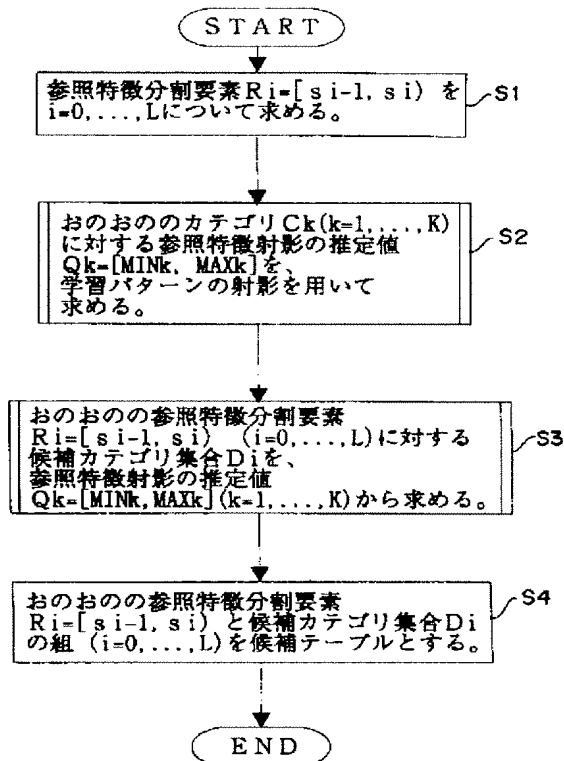 START
参照特徴分割要素Ri=[si-1, si) を
i=0,...,Lについて求める。
S1
おのおののカテゴリCk(k=1,...,K)
に対する参照特徴射影の推定値
Qk=[MINk, MAXk]を、
学習パターンの射影を用いて
求める。
S2
おのおのの参照特徴分割要素
Ri=[si-1, si) (i=0,...,L)に対する
候補カテゴリ集合Diを、
参照特徴射影の推定値
Qk=[MINk,MAXk](k=1,...,K)から求める。
S3
おのおのの参照特徴分割要素
Ri=[si-1, si) と候補カテゴリ集合Di
の組 (i=0,...,L)を候補テーブルとする。
S4
END